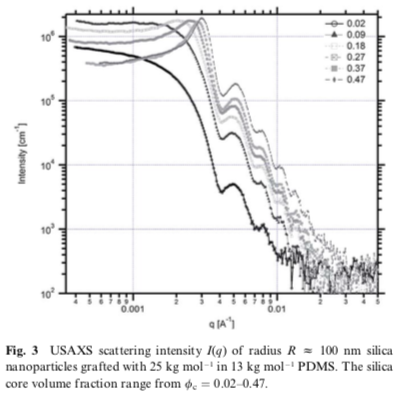 10⁶
10⁵
10⁴
10³
10²
Intensity [cm⁻¹]
0.02
0.09
0.18
0.27
0.37
0.47
4 5 6 7 8 9 0.001 2 3 4 5 6 7 8 9 0.01 2 3 4 5
q [A⁻¹]
Fig. 3 USAXS scattering intensity I(q) of radius R ≈ 100 nm silica
nanoparticles grafted with 25 kg mol⁻¹ in 13 kg mol⁻¹ PDMS. The silica
core volume fraction range from ϕc = 0.02–0.47.